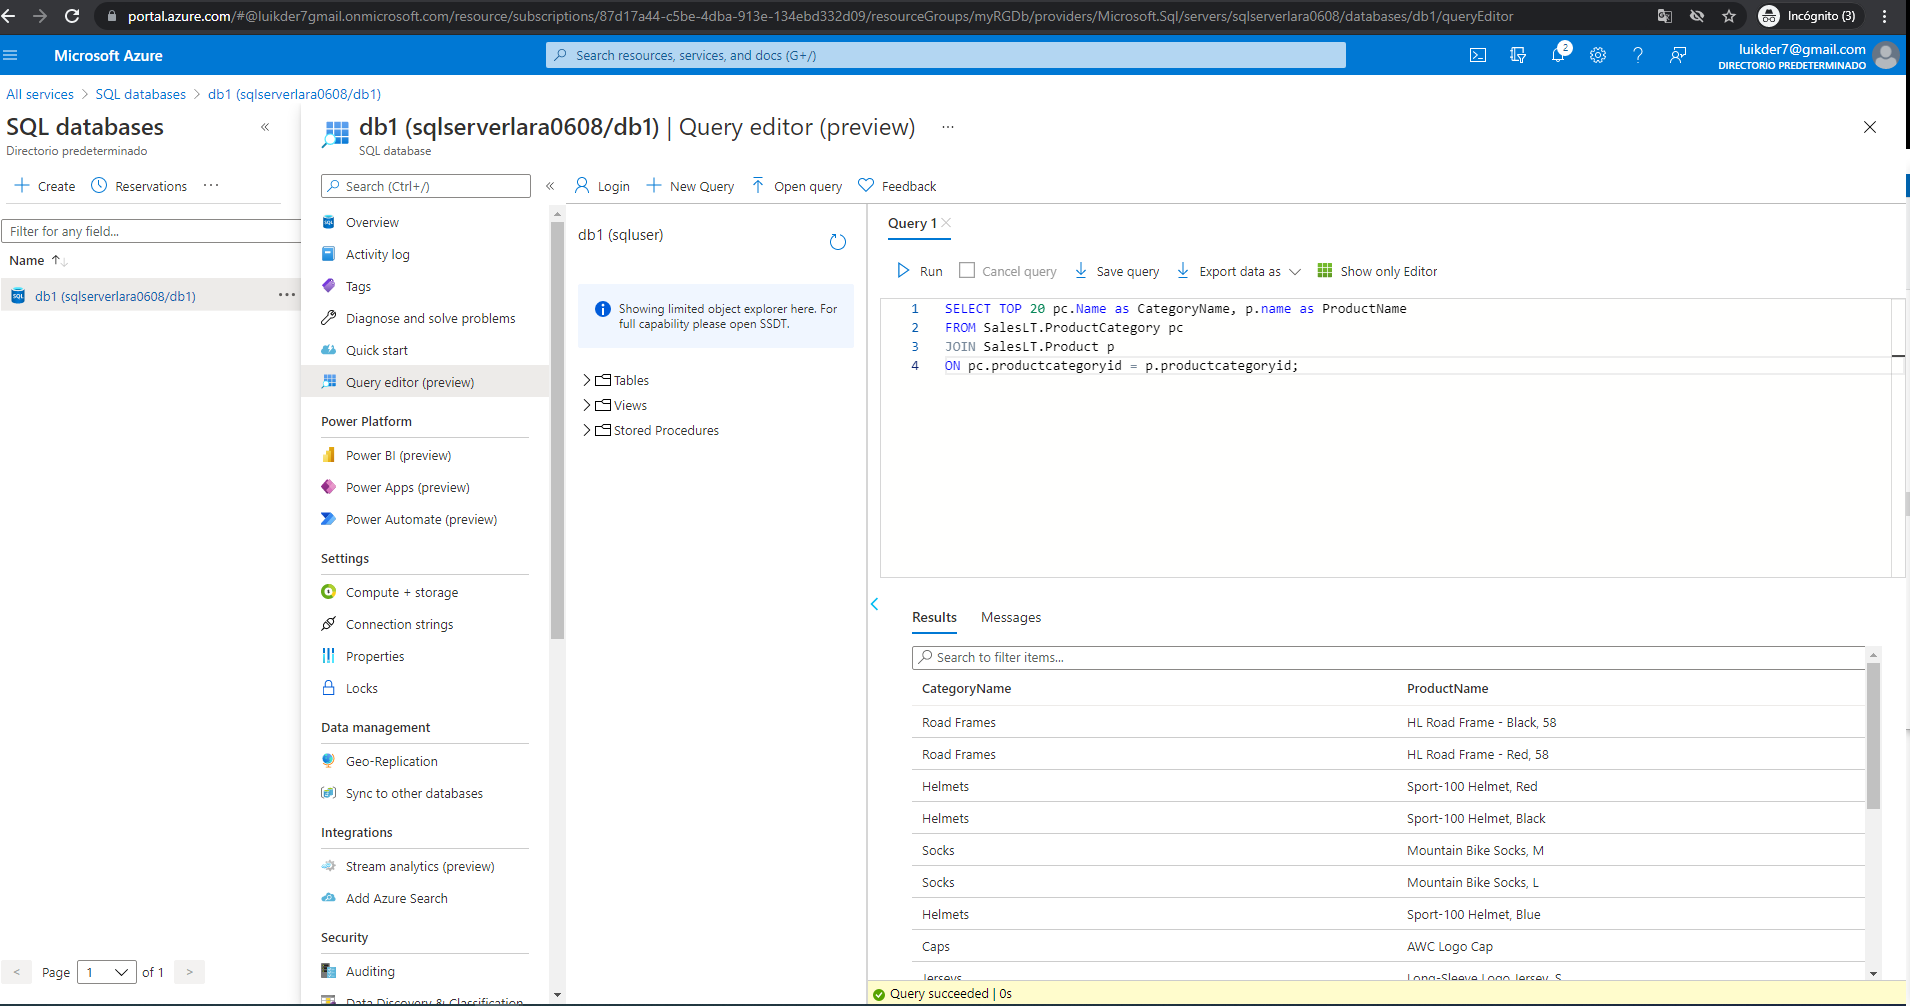 portal.azure.com/#@luikder7gmail.onmicrosoft.com/resource/subscriptions/87d17a44-c5be-4dba-913e-134ebd332d09/resourceGroups/myRGDb/providers/Microsoft.Sql/servers/sqlserverlara0608/databases/db1/queryEditor
Incógnito (3)
Microsoft Azure
Search resources, services, and docs (G+/)
2
luikder7@gmail.com
DIRECTORIO PREDETERMINADO
All services > SQL databases > db1 (sqlserverlara0608/db1)
SQL databases
Directorio predeterminado
Create
Reservations
Filter for any field...
Name
db1 (sqlserverlara0608/db1)
< Page 1 of 1 >
db1 (sqlserverlara0608/db1) | Query editor (preview)
SQL database
Search (Ctrl+/)
Overview
Activity log
Tags
Diagnose and solve problems
Quick start
Query editor (preview)
Power Platform
Power BI (preview)
Power Apps (preview)
Power Automate (preview)
Settings
Compute + storage
Connection strings
Properties
Locks
Data management
Geo-Replication
Sync to other databases
Integrations
Stream analytics (preview)
Add Azure Search
Security
Auditing
Data Discovery & Classification
Login
New Query
Open query
Feedback
db1 (sqluser)
Showing limited object explorer here. For
full capability please open SSDT.
Tables
Views
Stored Procedures
Query 1
Run
Cancel query
Save query
Export data as
Show only Editor
1 SELECT TOP 20 pc.Name as CategoryName, p.name as ProductName
2 FROM SalesLT.ProductCategory pc
3 JOIN SalesLT.Product p
4 ON pc.productcategoryid = p.productcategoryid;
Results
Messages
Search to filter items...
CategoryName ProductName
Road Frames HL Road Frame - Black, 58
Road Frames HL Road Frame - Red, 58
Helmets Sport-100 Helmet, Red
Helmets Sport-100 Helmet, Black
Socks Mountain Bike Socks, M
Socks Mountain Bike Socks, L
Helmets Sport-100 Helmet, Blue
Caps AWC Logo Cap
Jerseys Long-Sleeve Logo Jersey, S
Query succeeded | 0s